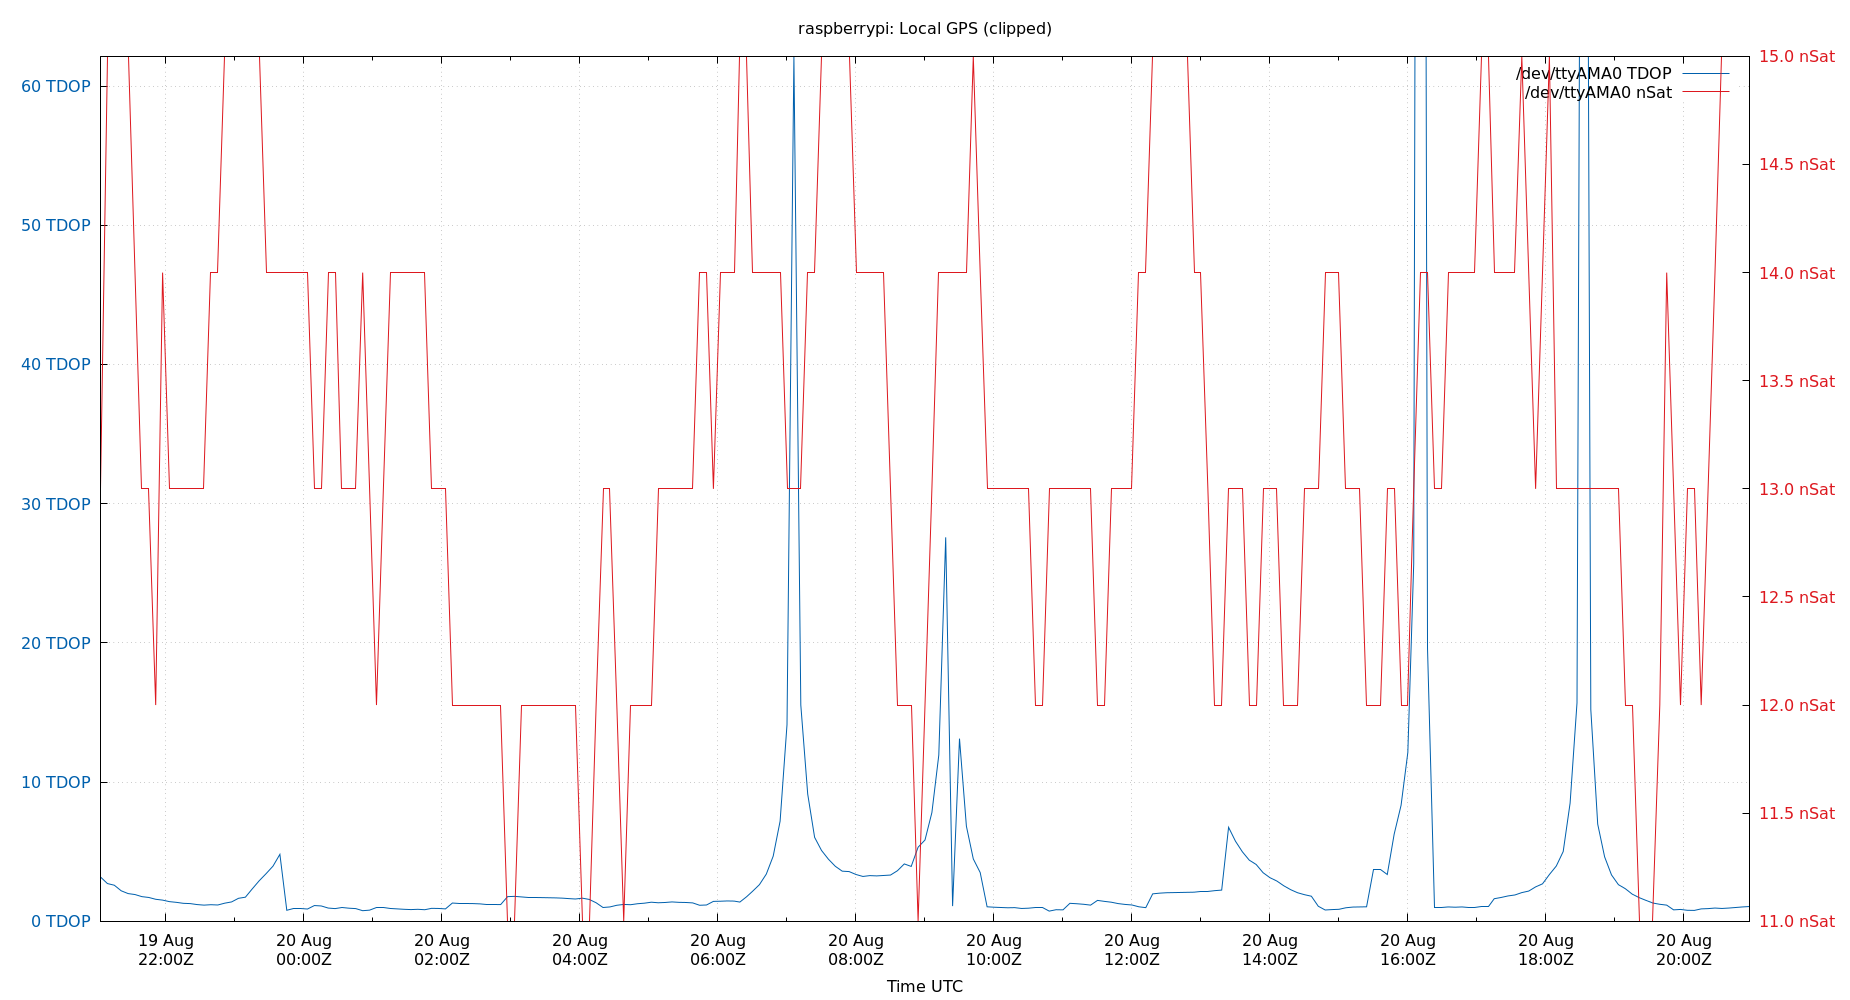 raspberrypi: Local GPS (clipped)
/dev/ttyAMA0 TDOP
/dev/ttyAMA0 nSat
60 TDOP
50 TDOP
40 TDOP
30 TDOP
20 TDOP
10 TDOP
0 TDOP
15.0 nSat
14.5 nSat
14.0 nSat
13.5 nSat
13.0 nSat
12.5 nSat
12.0 nSat
11.5 nSat
11.0 nSat
19 Aug
22:00Z
20 Aug
00:00Z
20 Aug
02:00Z
20 Aug
04:00Z
20 Aug
06:00Z
20 Aug
08:00Z
20 Aug
10:00Z
20 Aug
12:00Z
20 Aug
14:00Z
20 Aug
16:00Z
20 Aug
18:00Z
20 Aug
20:00Z
Time UTC